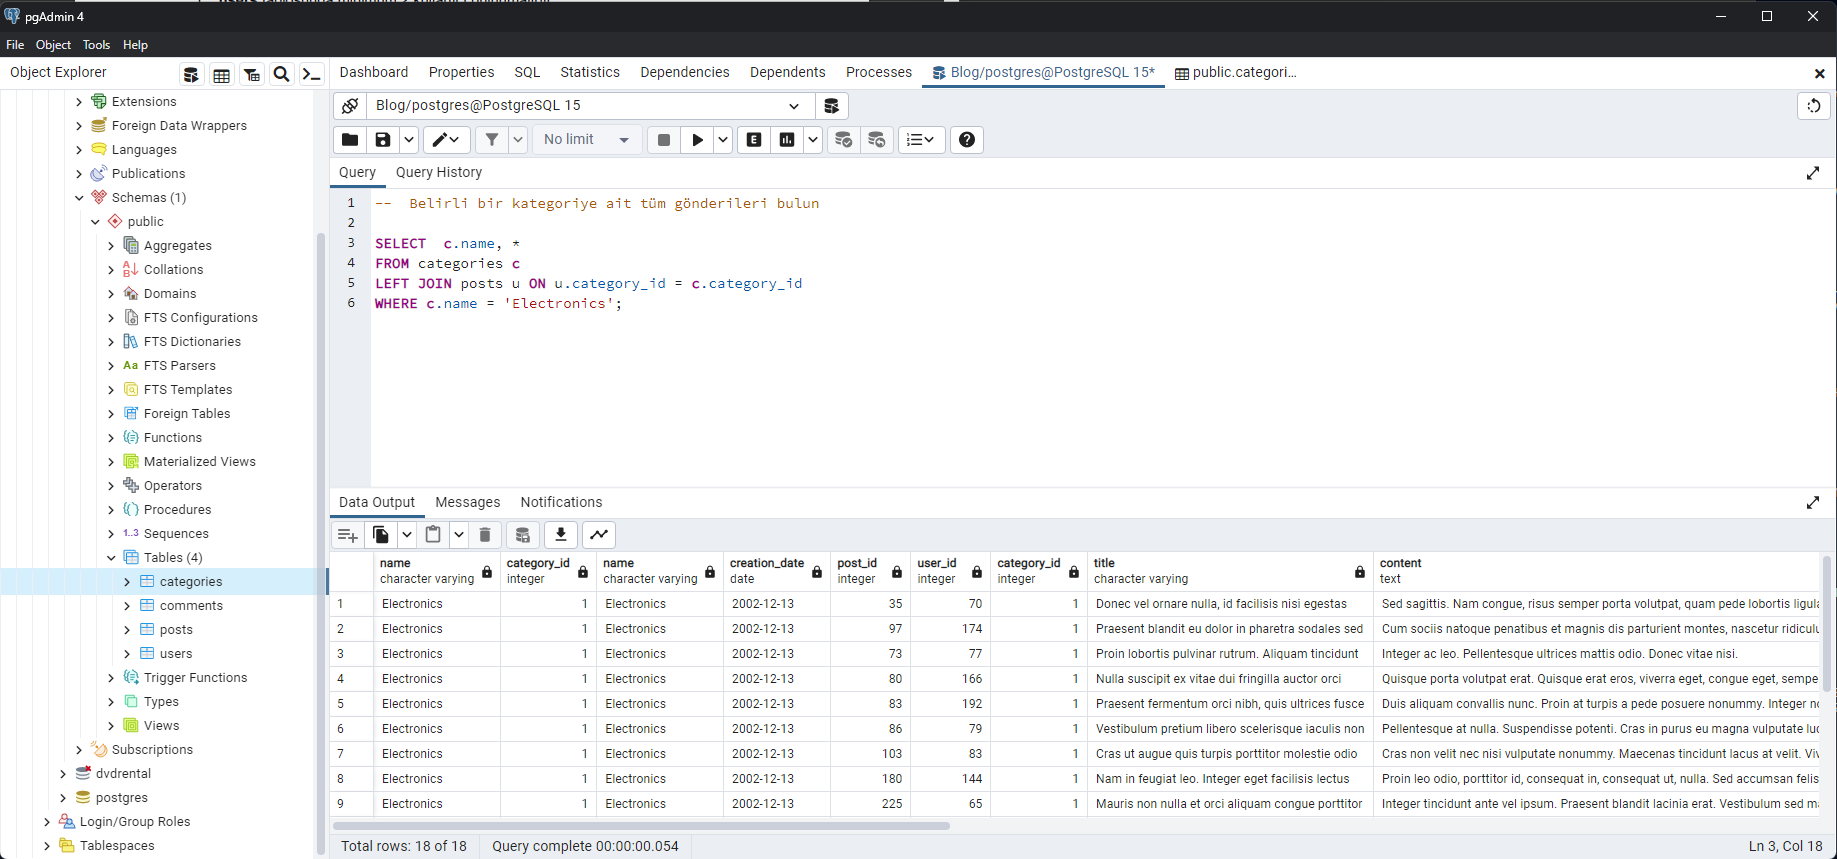 pgAdmin 4
File Object Tools Help
Object Explorer
Dashboard Properties SQL Statistics Dependencies Dependents Processes Blog/postgres@PostgreSQL 15* public.categori...
Extensions
Foreign Data Wrappers
Languages
Publications
Schemas (1)
public
Aggregates
Collations
Domains
FTS Configurations
FTS Dictionaries
Aa FTS Parsers
FTS Templates
Foreign Tables
Functions
Materialized Views
Operators
Procedures
1..3 Sequences
Tables (4)
categories
comments
posts
users
Trigger Functions
Types
Views
Subscriptions
dvdrental
postgres
Login/Group Roles
Tablespaces
Blog/postgres@PostgreSQL 15
No limit
Query Query History
1 -- Belirli bir kategoriye ait tüm gönderileri bulun
2
3 SELECT c.name, *
4 FROM categories c
5 LEFT JOIN posts u ON u.category_id = c.category_id
6 WHERE c.name = 'Electronics';
Data Output Messages Notifications
name category_id name creation_date post_id user_id category_id title content
character varying integer character varying date integer integer integer character varying text
1 Electronics 1 Electronics 2002-12-13 35 70 1 Donec vel ornare nulla, id facilisis nisi egestas Sed sagittis. Nam congue, risus semper porta volutpat, quam pede lobortis ligula
2 Electronics 1 Electronics 2002-12-13 97 174 1 Praesent blandit eu dolor in pharetra sodales sed Cum sociis natoque penatibus et magnis dis parturient montes, nascetur ridiculu
3 Electronics 1 Electronics 2002-12-13 73 77 1 Proin lobortis pulvinar rutrum. Aliquam tincidunt Integer ac leo. Pellentesque ultrices mattis odio. Donec vitae nisi.
4 Electronics 1 Electronics 2002-12-13 80 166 1 Nulla suscipit ex vitae dui fringilla auctor orci Quisque porta volutpat erat. Quisque erat eros, viverra eget, congue eget, sempe
5 Electronics 1 Electronics 2002-12-13 83 192 1 Praesent fermentum orci nibh, quis ultrices fusce Duis aliquam convallis nunc. Proin at turpis a pede posuere nonummy. Integer
6 Electronics 1 Electronics 2002-12-13 86 79 1 Vestibulum pretium libero scelerisque iaculis non Pellentesque at nulla. Suspendisse potenti. Cras in purus eu magna vulputate luc
7 Electronics 1 Electronics 2002-12-13 103 83 1 Cras ut augue quis turpis porttitor molestie odio Cras non velit nec nisi vulputate nonummy. Maecenas tincidunt lacus at velit.
8 Electronics 1 Electronics 2002-12-13 180 144 1 Nam in feugiat leo. Integer eget facilisis lectus Proin leo odio, porttitor id, consequat in, consequat ut, nulla. Sed accumsan felis
9 Electronics 1 Electronics 2002-12-13 225 65 1 Mauris non nulla et orci aliquam congue porttitor Integer tincidunt ante vel ipsum. Praesent blandit lacinia erat. Vestibulum sed
Total rows: 18 of 18 Query complete 00:00:00.054 Ln 3, Col 18